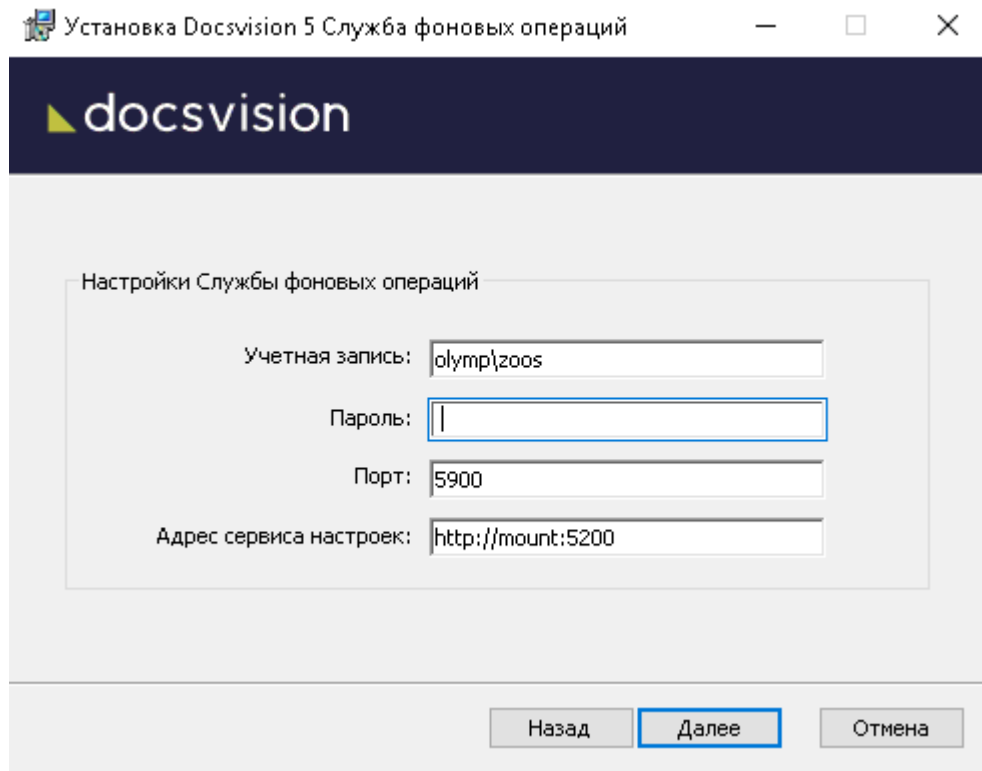 Установка Docsvision 5 Служба фоновых операций
docsvision
Настройки Службы фоновых операций
Учетная запись: olymp\zoos
Пароль:
Порт: 5900
Адрес сервиса настроек: http://mount:5200
Назад Далее Отмена